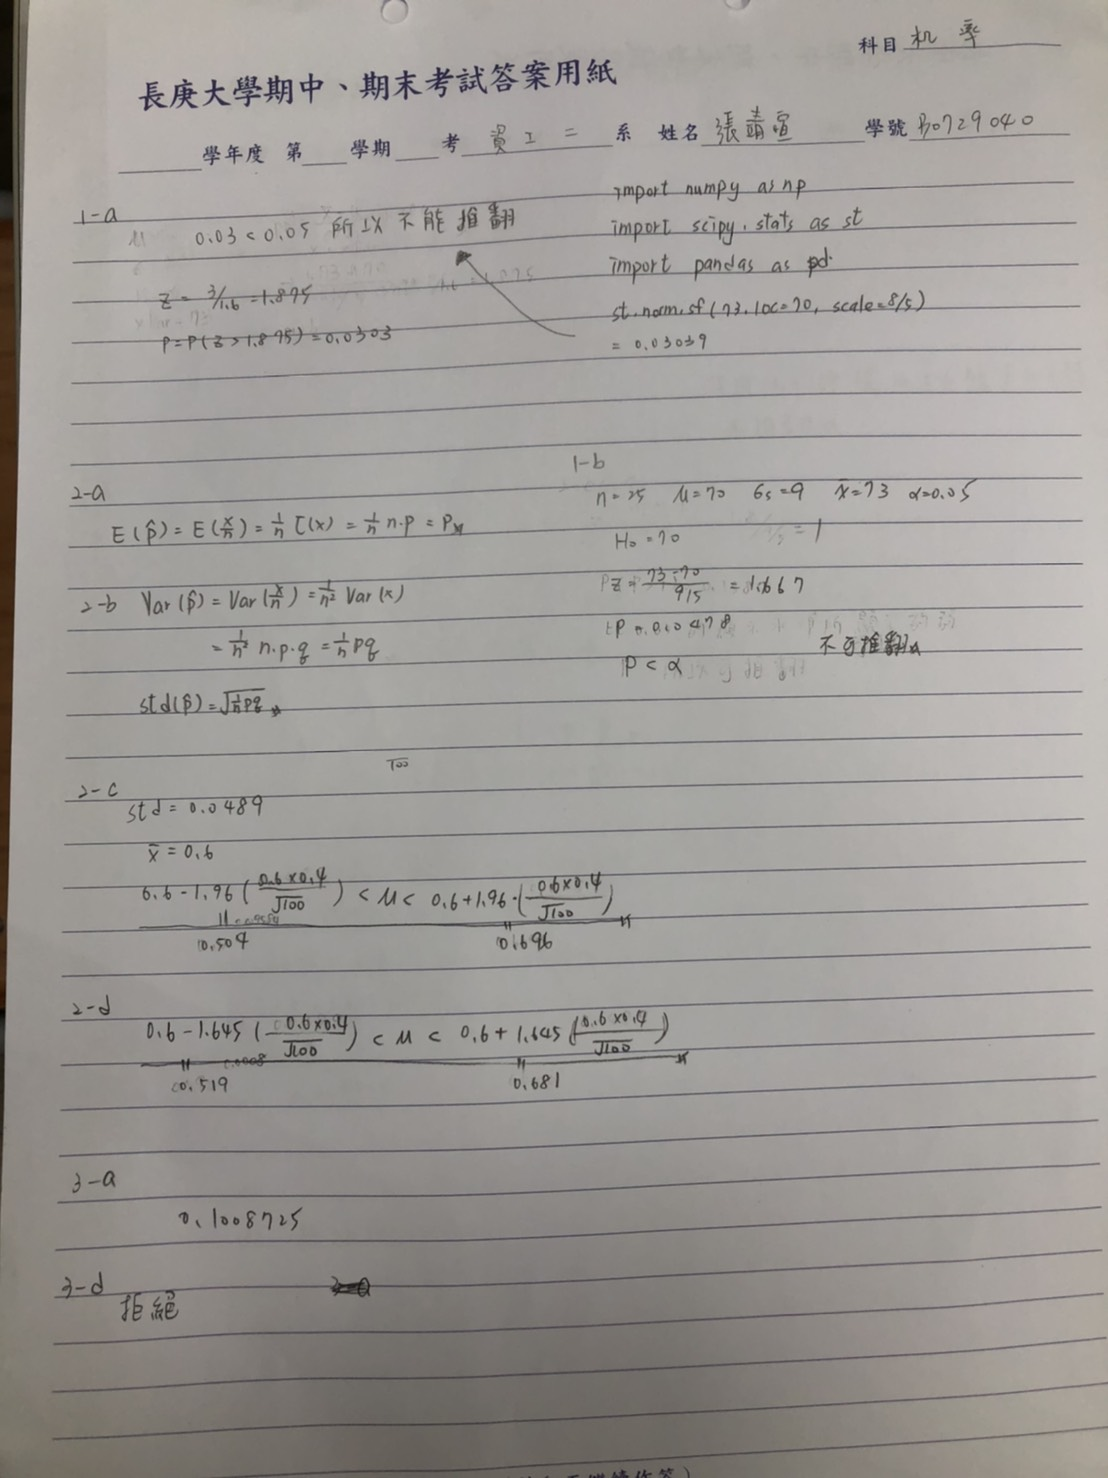 科目 机率
長庚大學期中、期末考試答案用紙
學年度 第 學期 考 資工二 系 姓名 張靖宣 學號 B0729040
1-a
0.03 < 0.05 所以不能推翻
Z = 3/1.6 = 1.875
P = P(Z > 1.875) = 0.0303
import numpy as np
import scipy.stats as st
import pandas as pd
st.norm.sf(73, loc=70, scale=8/5)
= 0.03039
1-b
n = 25 μ = 70 σs = 9 x̄ = 73 α = 0.05
H₀ = 70
Z = 73-70 / 9/5 = 1.667
P = 0.0478
P < α 不可推翻
2-a
E(p̂) = E(x/n) = 1/n E(x) = 1/n n·p = p
2-b Var(p̂) = Var(x/n) = 1/n² Var(x)
= 1/n² n·p·q = 1/n pq
std(p̂) = √(1/n pq)
√100
2-c
std = 0.0489
x̄ = 0.6
0.6 - 1.96 (0.6×0.4 / √100) < μ < 0.6 + 1.96·(0.6×0.4 / √100)
0.504 0.696
2-d
0.6 - 1.645 (0.6×0.4 / √100) < μ < 0.6 + 1.645 (0.6×0.4 / √100)
0.519 0.681
3-a
0.1008725
3-d
拒絕